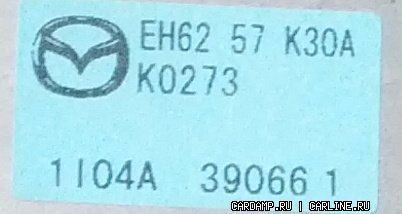 EH62 57 K30A
K0273
1I04A 39066 1
CARDAMP.RU | CARLINE.RU